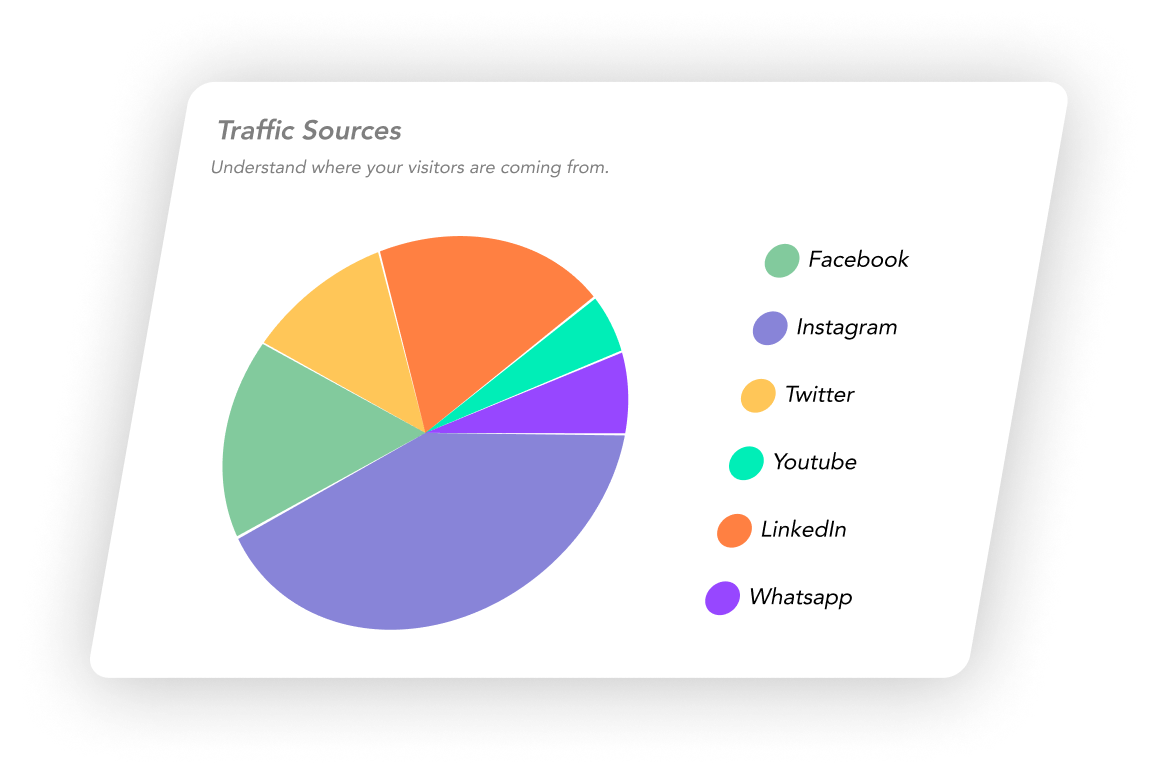 Traffic Sources
Understand where your visitors are coming from.
Facebook
Instagram
Twitter
Youtube
LinkedIn
Whatsapp